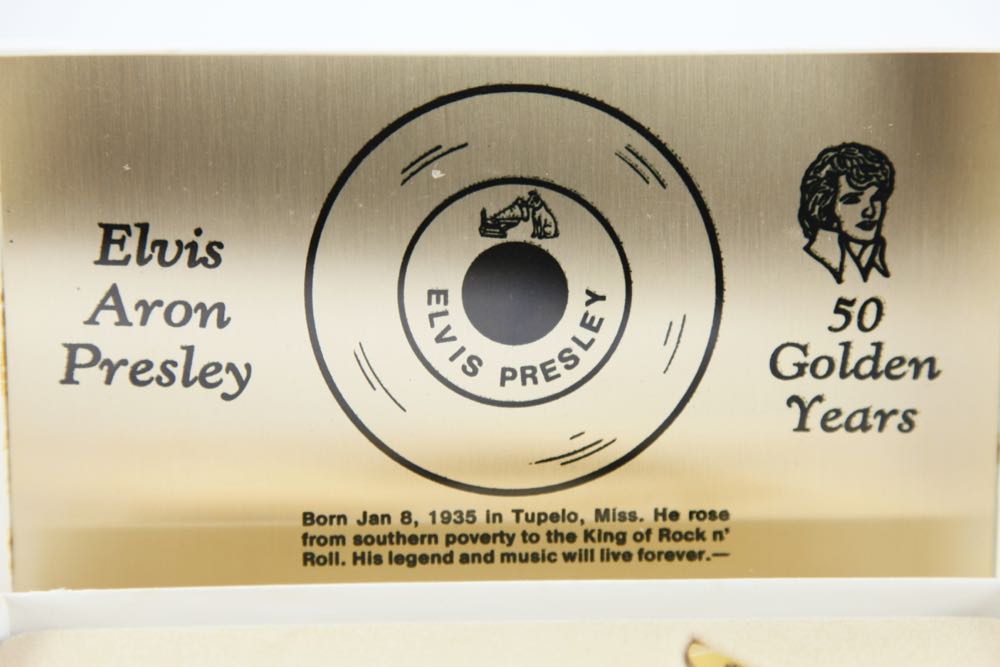 Elvis
Aron
Presley
ELVIS PRESLEY
50
Golden
Years
Born Jan 8, 1935 in Tupelo, Miss. He rose
from southern poverty to the King of Rock n'
Roll. His legend and music will live forever.—